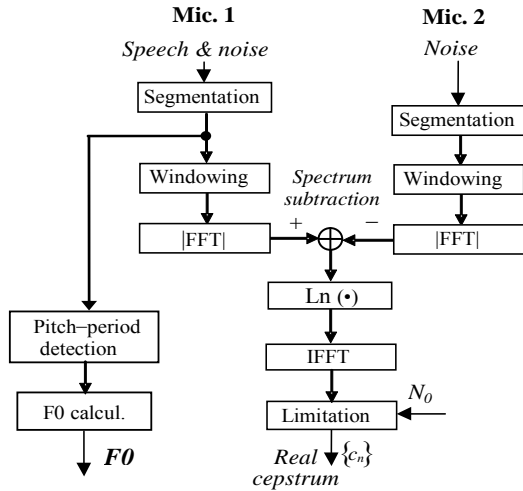 Mic. 1
Mic. 2
Speech & noise
Noise
Segmentation
Segmentation
Windowing
Spectrum
subtraction
Windowing
|FFT|
+
−
|FFT|
Ln (•)
Pitch−period
detection
IFFT
F0 calcul.
Limitation
N₀
F0
Real
cepstrum
{cₙ}